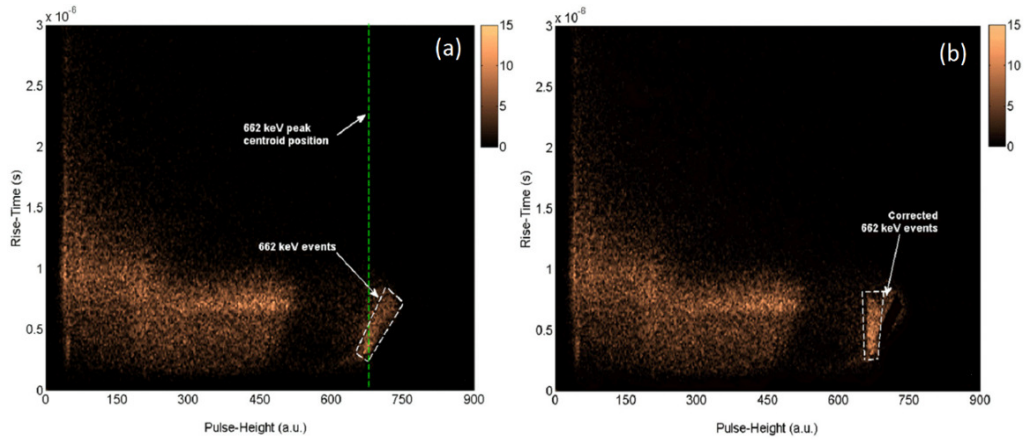 x 10⁻⁶
3
2.5
2
1.5
1
0.5
0
Rise-Time (s)
0
150
300
450
600
750
900
Pulse-Height (a.u.)
(a)
15
10
5
0
662 keV peak
centroid position
662 keV events
x 10⁻⁶
3
2.5
2
1.5
1
0.5
0
Rise-Time (s)
0
150
300
450
600
750
900
Pulse-Height (a.u.)
(b)
15
10
5
0
Corrected
662 keV events